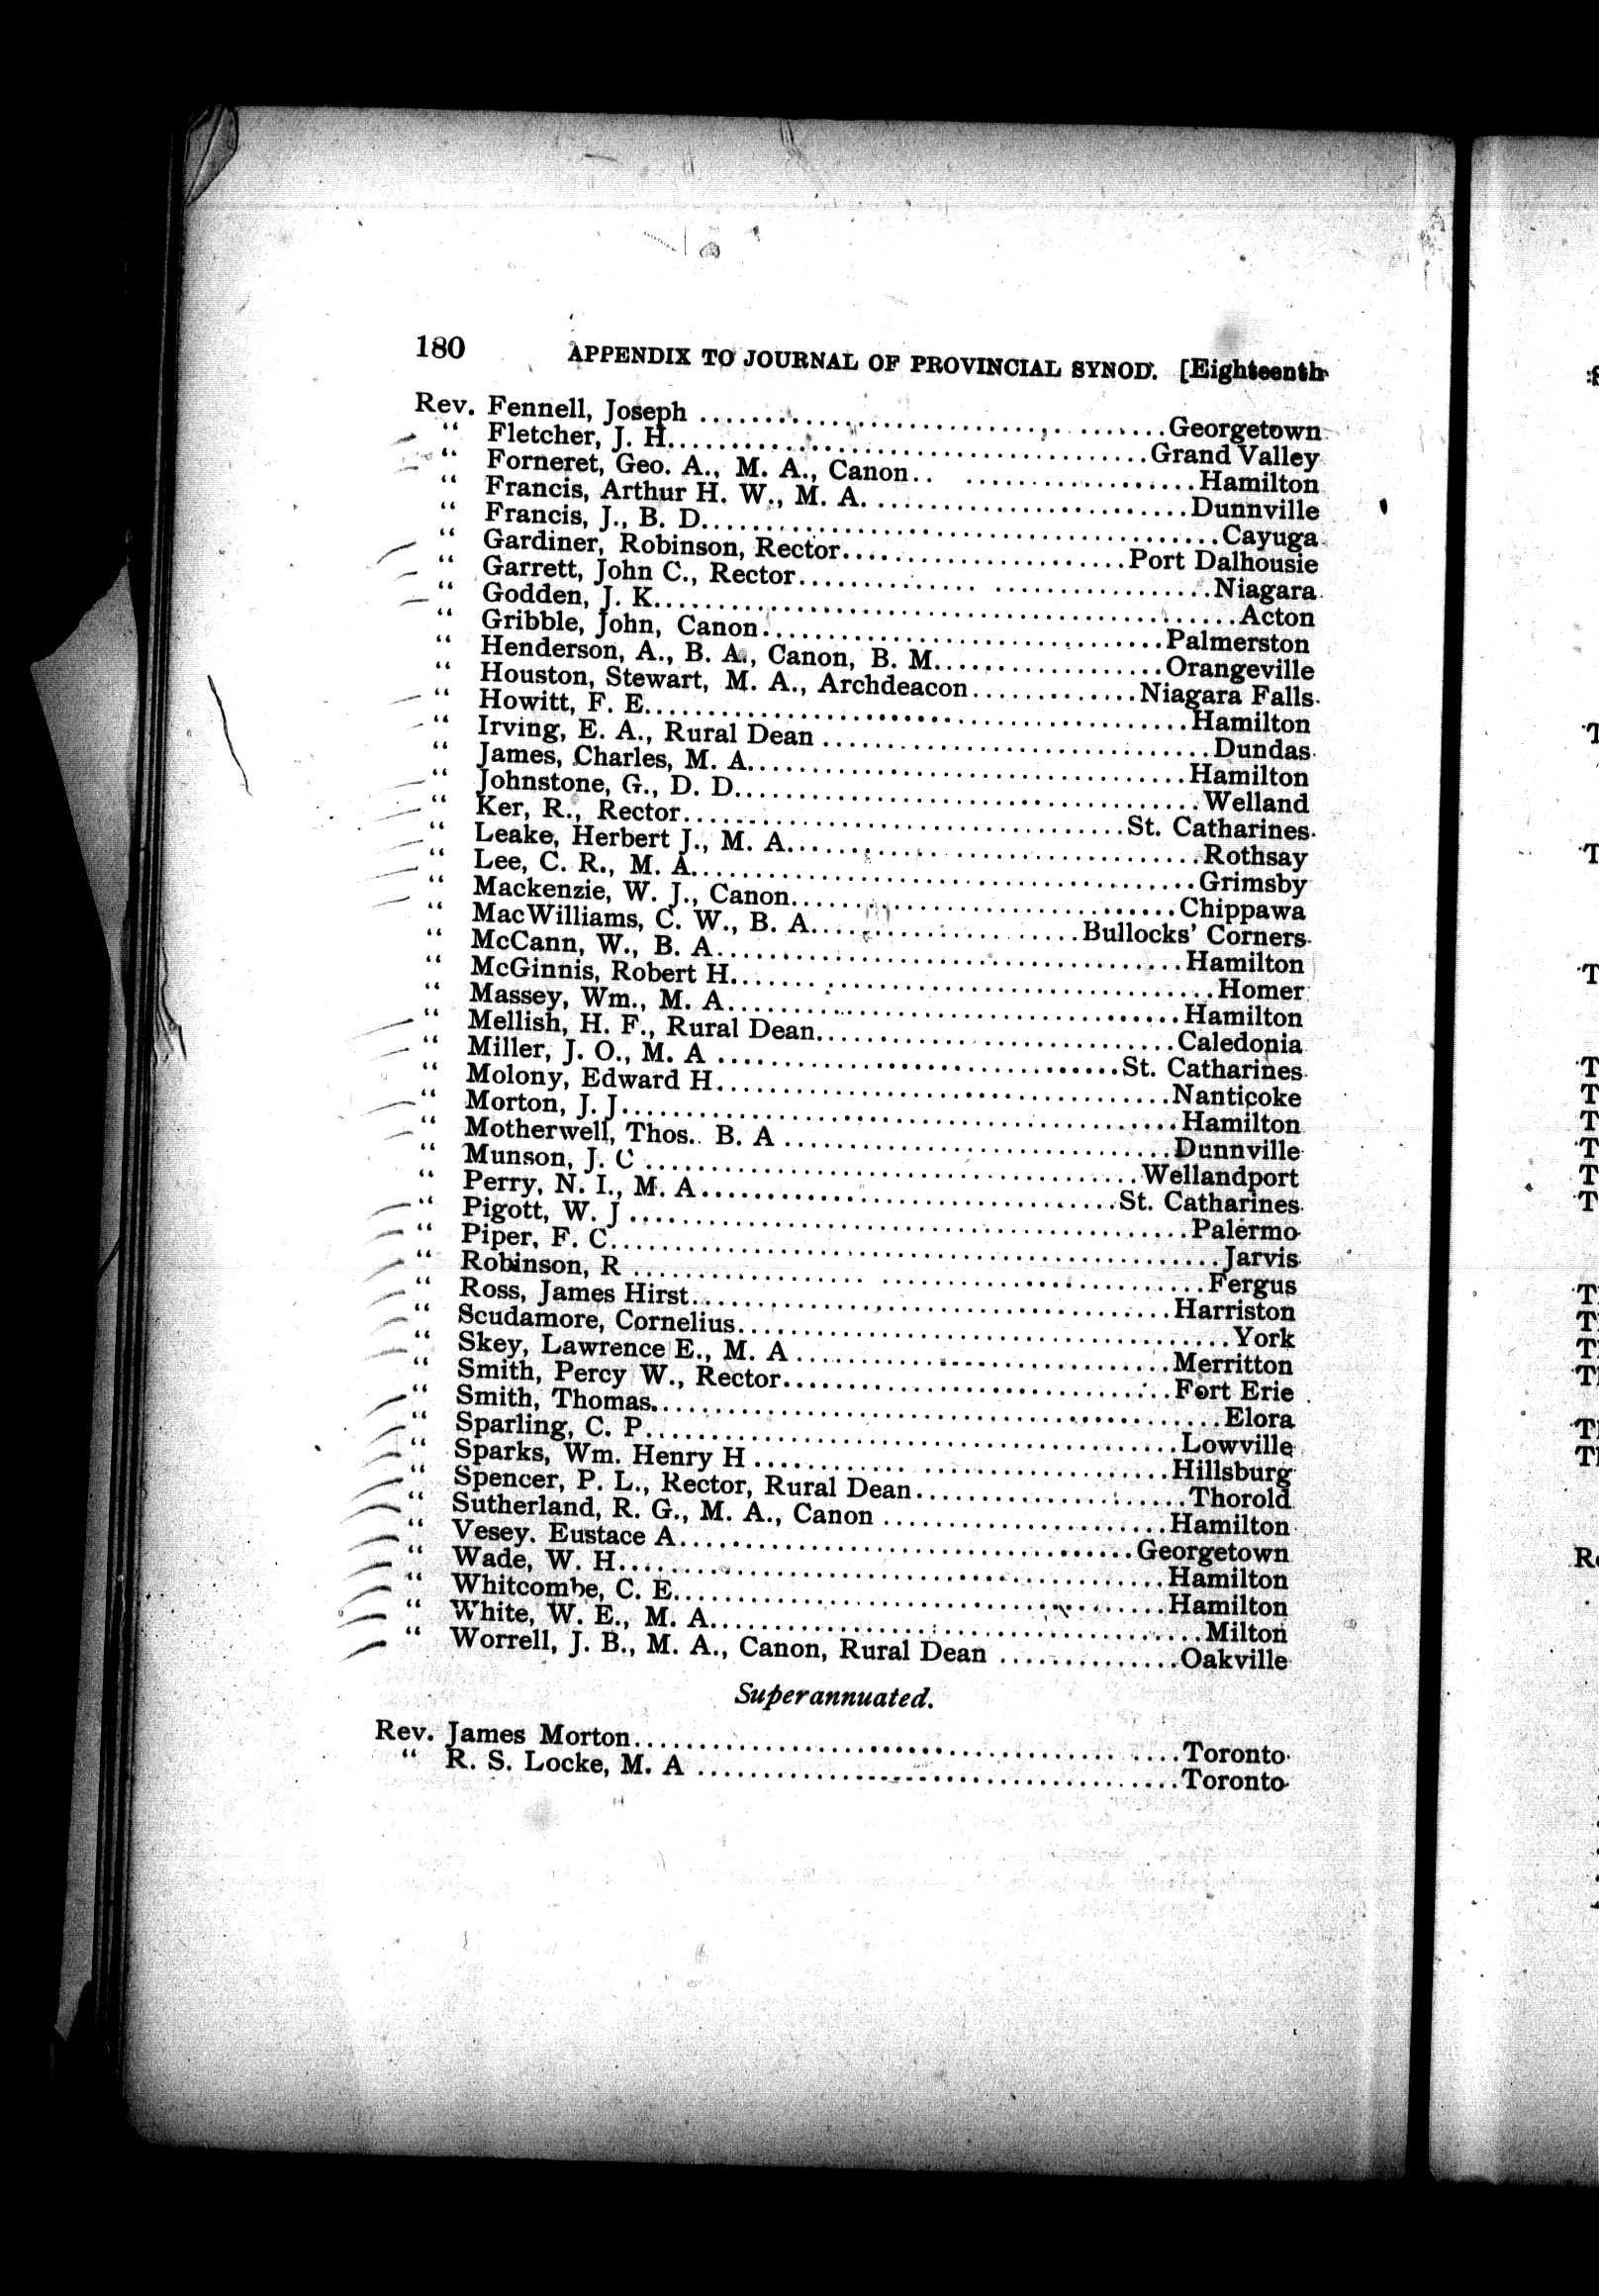 180 APPENDIX TO JOURNAL OF PROVINCIAL SYNOD. [Eighteenth
Rev. Fennell, Joseph ........................ Georgetown
“ Fletcher, J. H........................ Grand Valley
“ Forneret, Geo. A., M. A., Canon........................ Hamilton
“ Francis, Arthur H. W., M. A........................ Dunnville
“ Francis, J., B. D........................ Cayuga
“ Gardiner, Robinson, Rector........................ Port Dalhousie
“ Garrett, John C., Rector........................ Niagara
“ Godden, J. K........................ Acton
“ Gribble, John, Canon........................ Palmerston
“ Henderson, A., B. A., Canon, B. M........................ Orangeville
“ Houston, Stewart, M. A., Archdeacon........................ Niagara Falls
“ Howitt, F. E........................ Hamilton
“ Irving, E. A., Rural Dean ........................ Dundas
“ James, Charles, M. A........................ Hamilton
“ Johnstone, G., D. D........................ Welland
“ Ker, R., Rector........................ St. Catharines
“ Leake, Herbert J., M. A........................ Rothsay
“ Lee, C. R., M. A........................ Grimsby
“ Mackenzie, W. J., Canon........................ Chippawa
“ MacWilliams, C. W., B. A........................ Bullocks' Corners
“ McCann, W., B. A........................ Hamilton
“ McGinnis, Robert H........................ Homer
“ Massey, Wm., M. A........................ Hamilton
“ Mellish, H. F., Rural Dean........................ Caledonia
“ Miller, J. O., M. A ........................ St. Catharines
“ Molony, Edward H........................ Nanticoke
“ Morton, J. J........................ Hamilton
“ Motherwell, Thos.. B. A ........................ Dunnville
“ Munson, J. C ........................ Wellandport
“ Perry, N. I., M. A........................ St. Catharines
“ Pigott, W. J ........................ Palermo
“ Piper, F. C........................ Jarvis
“ Robinson, R ........................ Fergus
“ Ross, James Hirst........................ Harriston
“ Scudamore, Cornelius........................ York
“ Skey, Lawrence E., M. A........................ Merritton
“ Smith, Percy W., Rector........................ Fort Erie
“ Smith, Thomas........................ Elora
“ Sparling, C. P........................ Lowville
“ Sparks, Wm. Henry H ........................ Hillsburg
“ Spencer, P. L., Rector, Rural Dean........................ Thorold
“ Sutherland, R. G., M. A., Canon ........................ Hamilton
“ Vesey. Eustace A........................ Georgetown
“ Wade, W. H........................ Hamilton
“ Whitcombe, C. E........................ Hamilton
“ White, W. E., M. A........................ Milton
“ Worrell, J. B., M. A., Canon, Rural Dean ........................ Oakville
Superannuated.
Rev. James Morton........................ Toronto
“ R. S. Locke, M. A ........................ Toronto